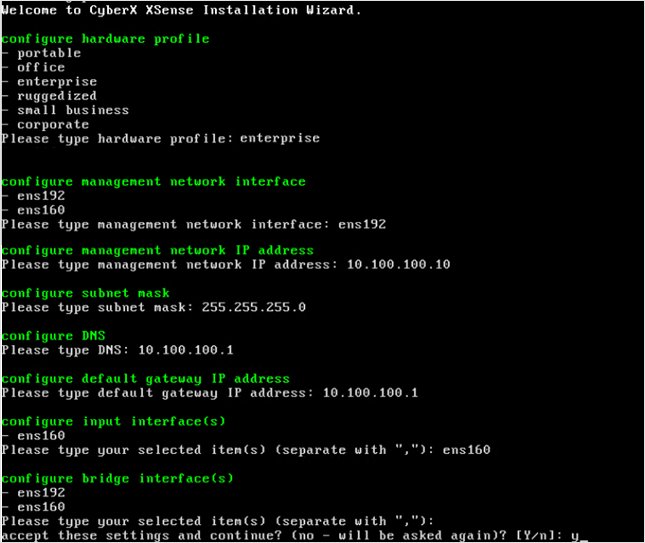 Welcome to CyberX XSense Installation Wizard.
configure hardware profile
- portable
- office
- enterprise
- ruggedized
- small business
- corporate
Please type hardware profile: enterprise
configure management network interface
- ens192
- ens160
Please type management network interface: ens192
configure management network IP address
Please type management network IP address: 10.100.100.10
configure subnet mask
Please type subnet mask: 255.255.255.0
configure DNS
Please type DNS: 10.100.100.1
configure default gateway IP address
Please type default gateway IP address: 10.100.100.1
configure input interface(s)
- ens160
Please type your selected item(s) (separate with ","): ens160
configure bridge interface(s)
- ens192
- ens160
Please type your selected item(s) (separate with ","):
accept these settings and continue? (no - will be asked again)? [Y/n]: y_